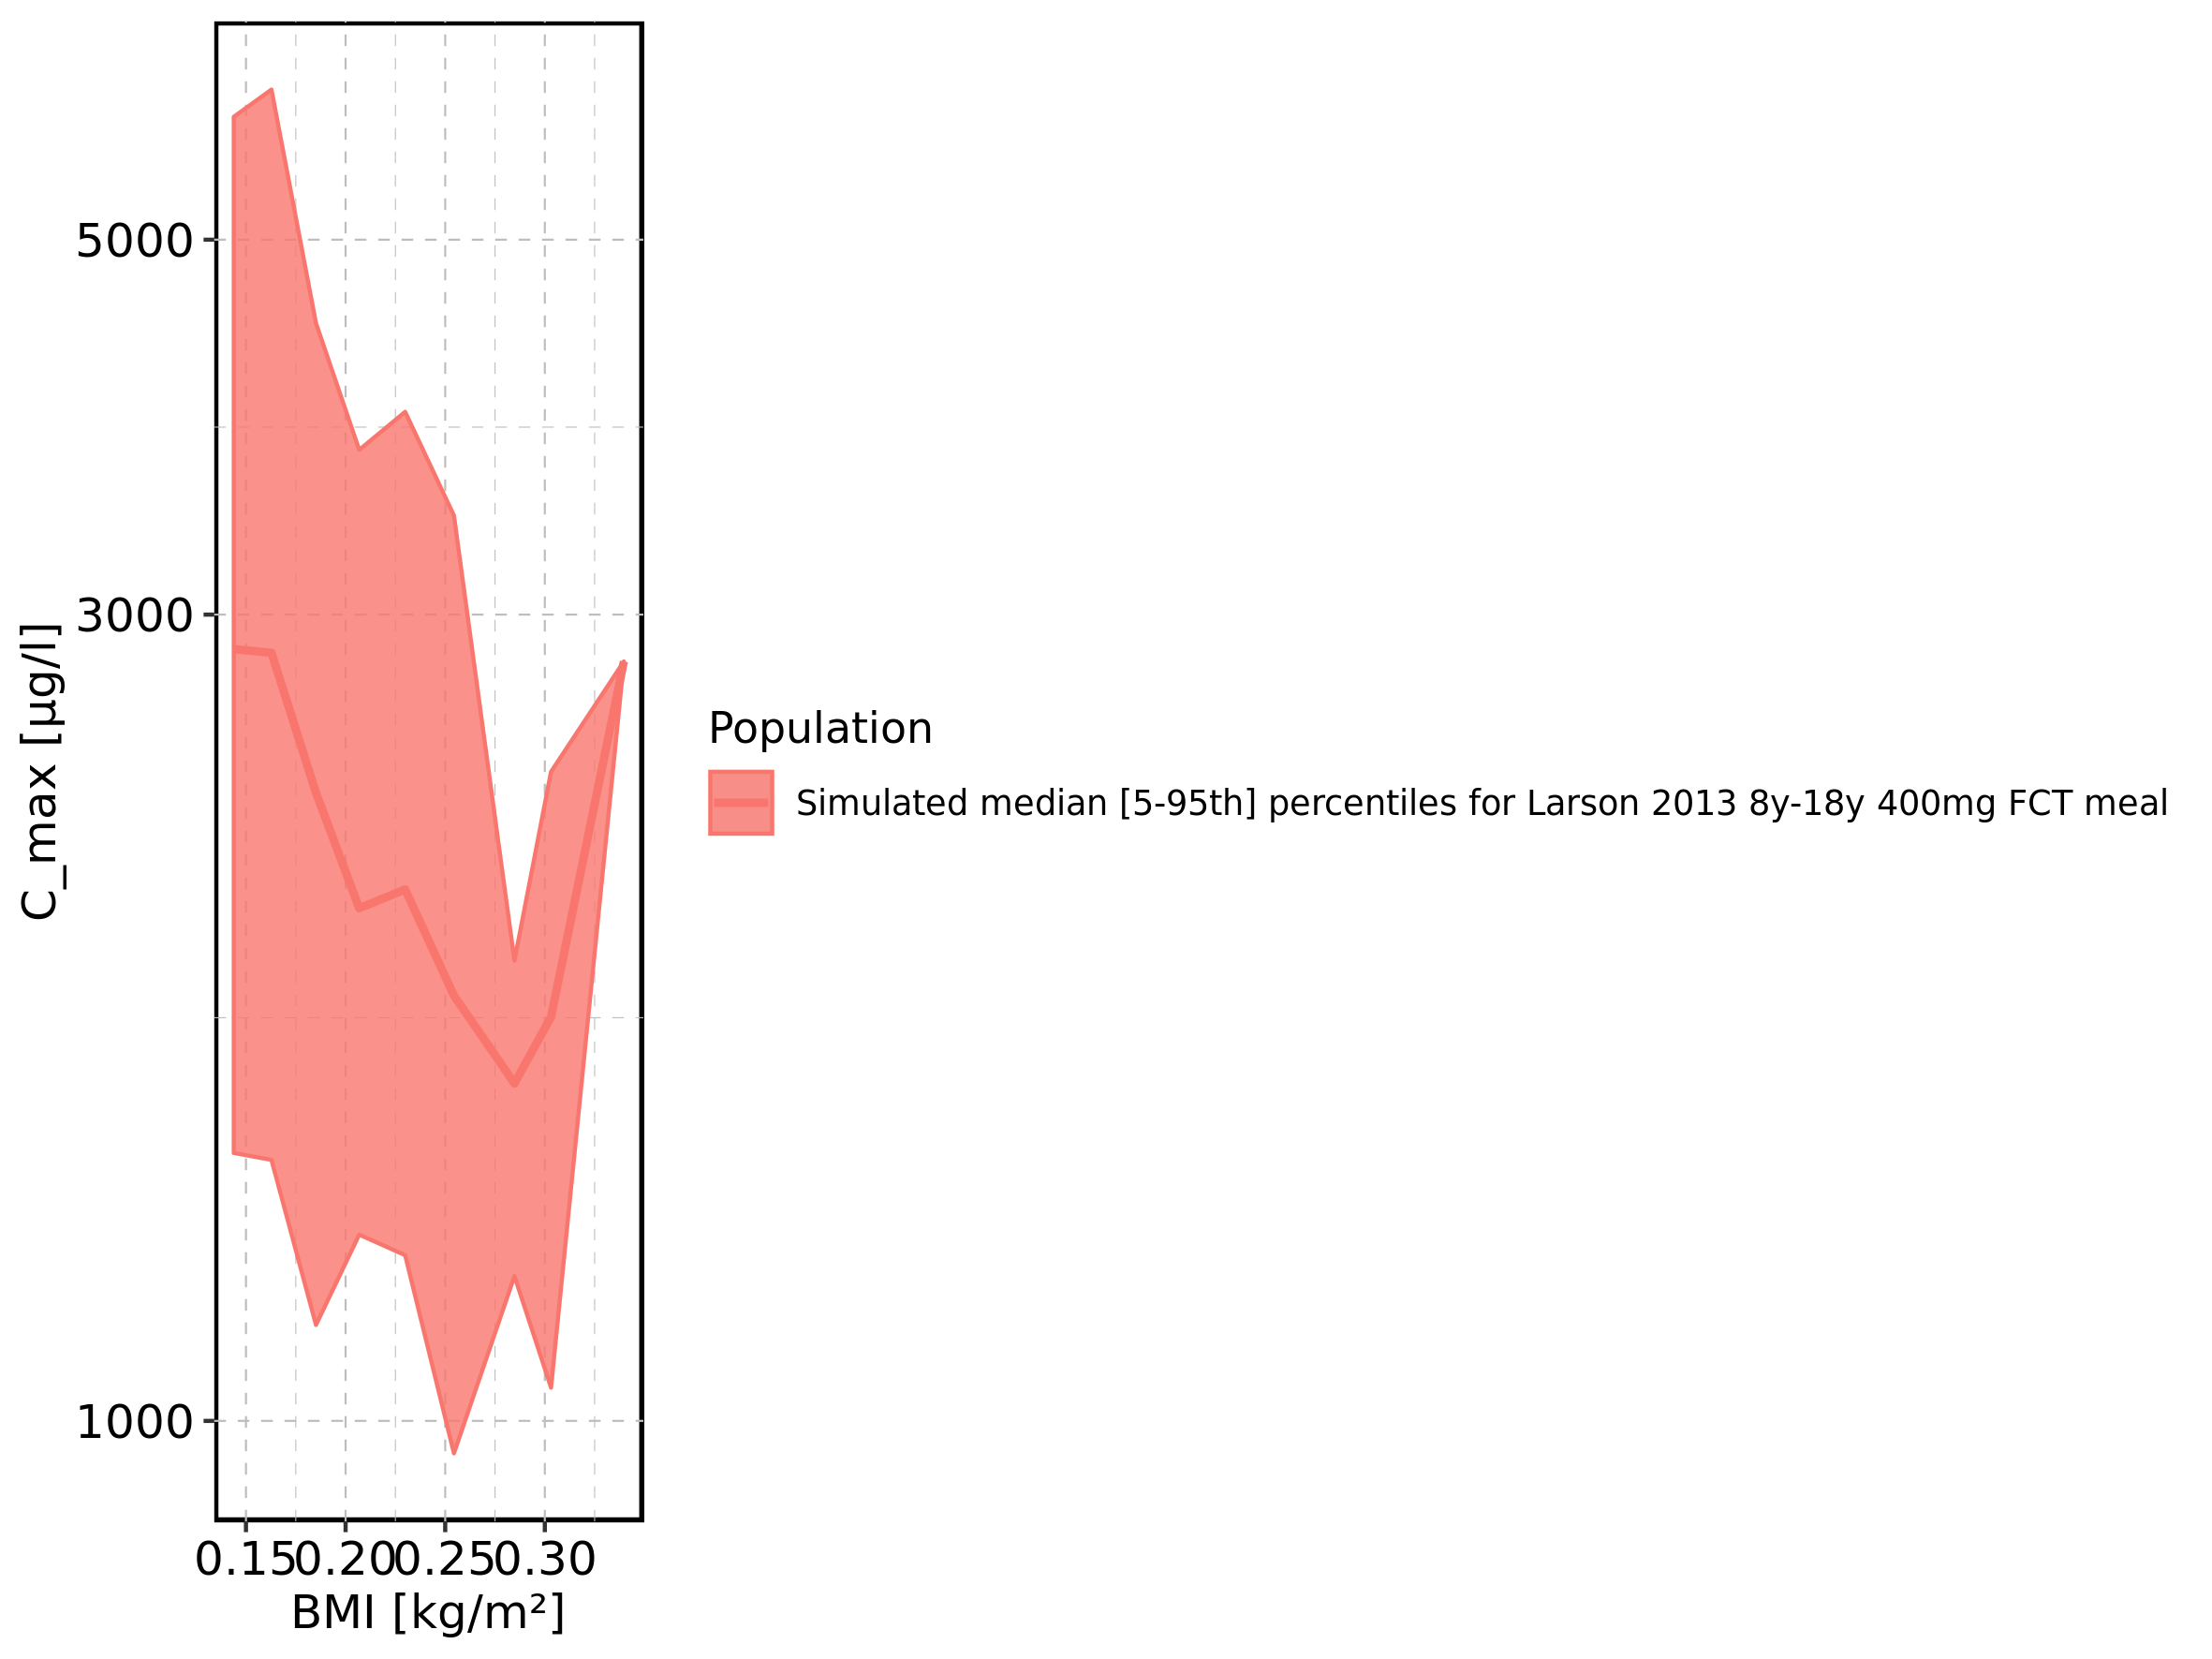 5000
3000
1000
C_max [µg/l]
0.15 0.20 0.25 0.30
BMI [kg/m²]
Population
Simulated median [5-95th] percentiles for Larson 2013 8y-18y 400mg FCT meal